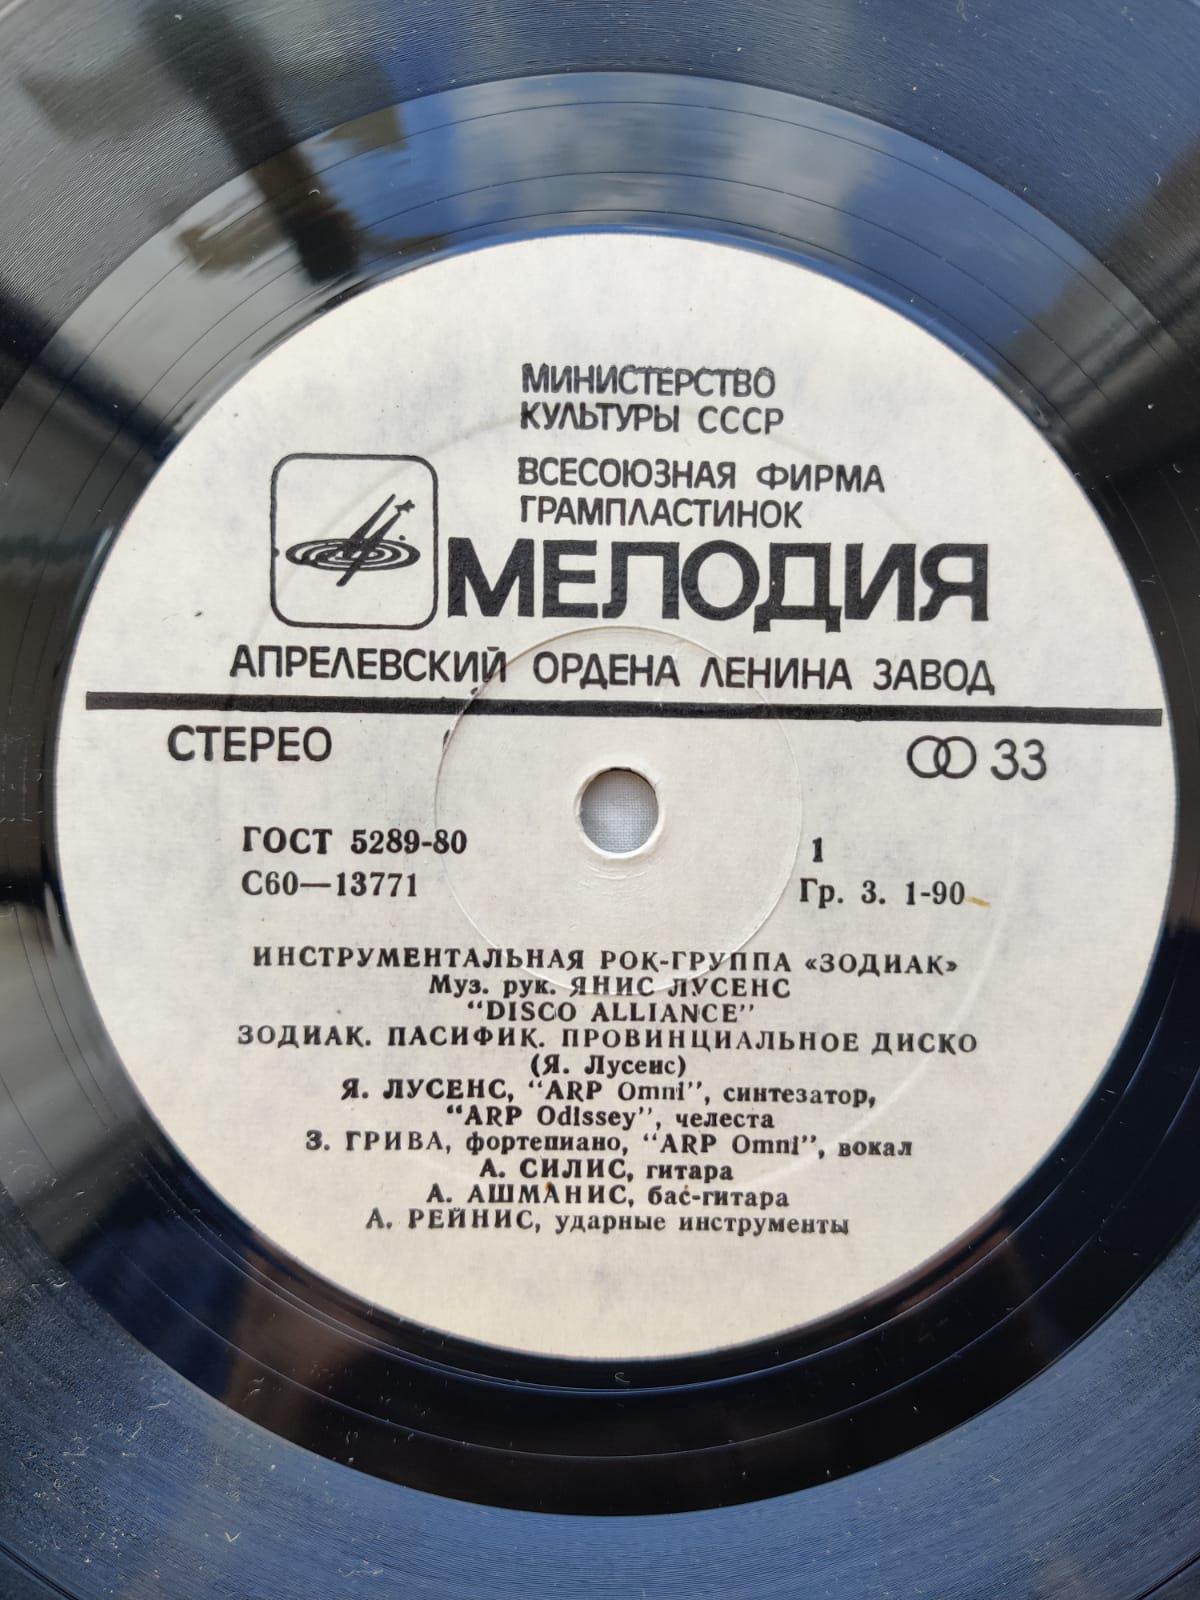 МИНИСТЕРСТВО
КУЛЬТУРЫ СССР
ВСЕСОЮЗНАЯ ФИРМА
ГРАМПЛАСТИНОК
МЕЛОДИЯ
АПРЕЛЕВСКИЙ ОРДЕНА ЛЕНИНА ЗАВОД
СТЕРЕО 33
ГОСТ 5289-80 1
С60—13771 Гр. 3. 1-90
ИНСТРУМЕНТАЛЬНАЯ РОК-ГРУППА «ЗОДИАК»
Муз. рук. ЯНИС ЛУСЕНС
"DISCO ALLIANCE"
ЗОДИАК. ПАСИФИК. ПРОВИНЦИАЛЬНОЕ ДИСКО
(Я. Лусенс)
Я. ЛУСЕНС, "ARP Omni", синтезатор,
"ARP Odissey", челеста
З. ГРИВА, фортепиано, "ARP Omni", вокал
А. СИЛИС, гитара
А. АШМАНИС, бас-гитара
А. РЕЙНИС, ударные инструменты